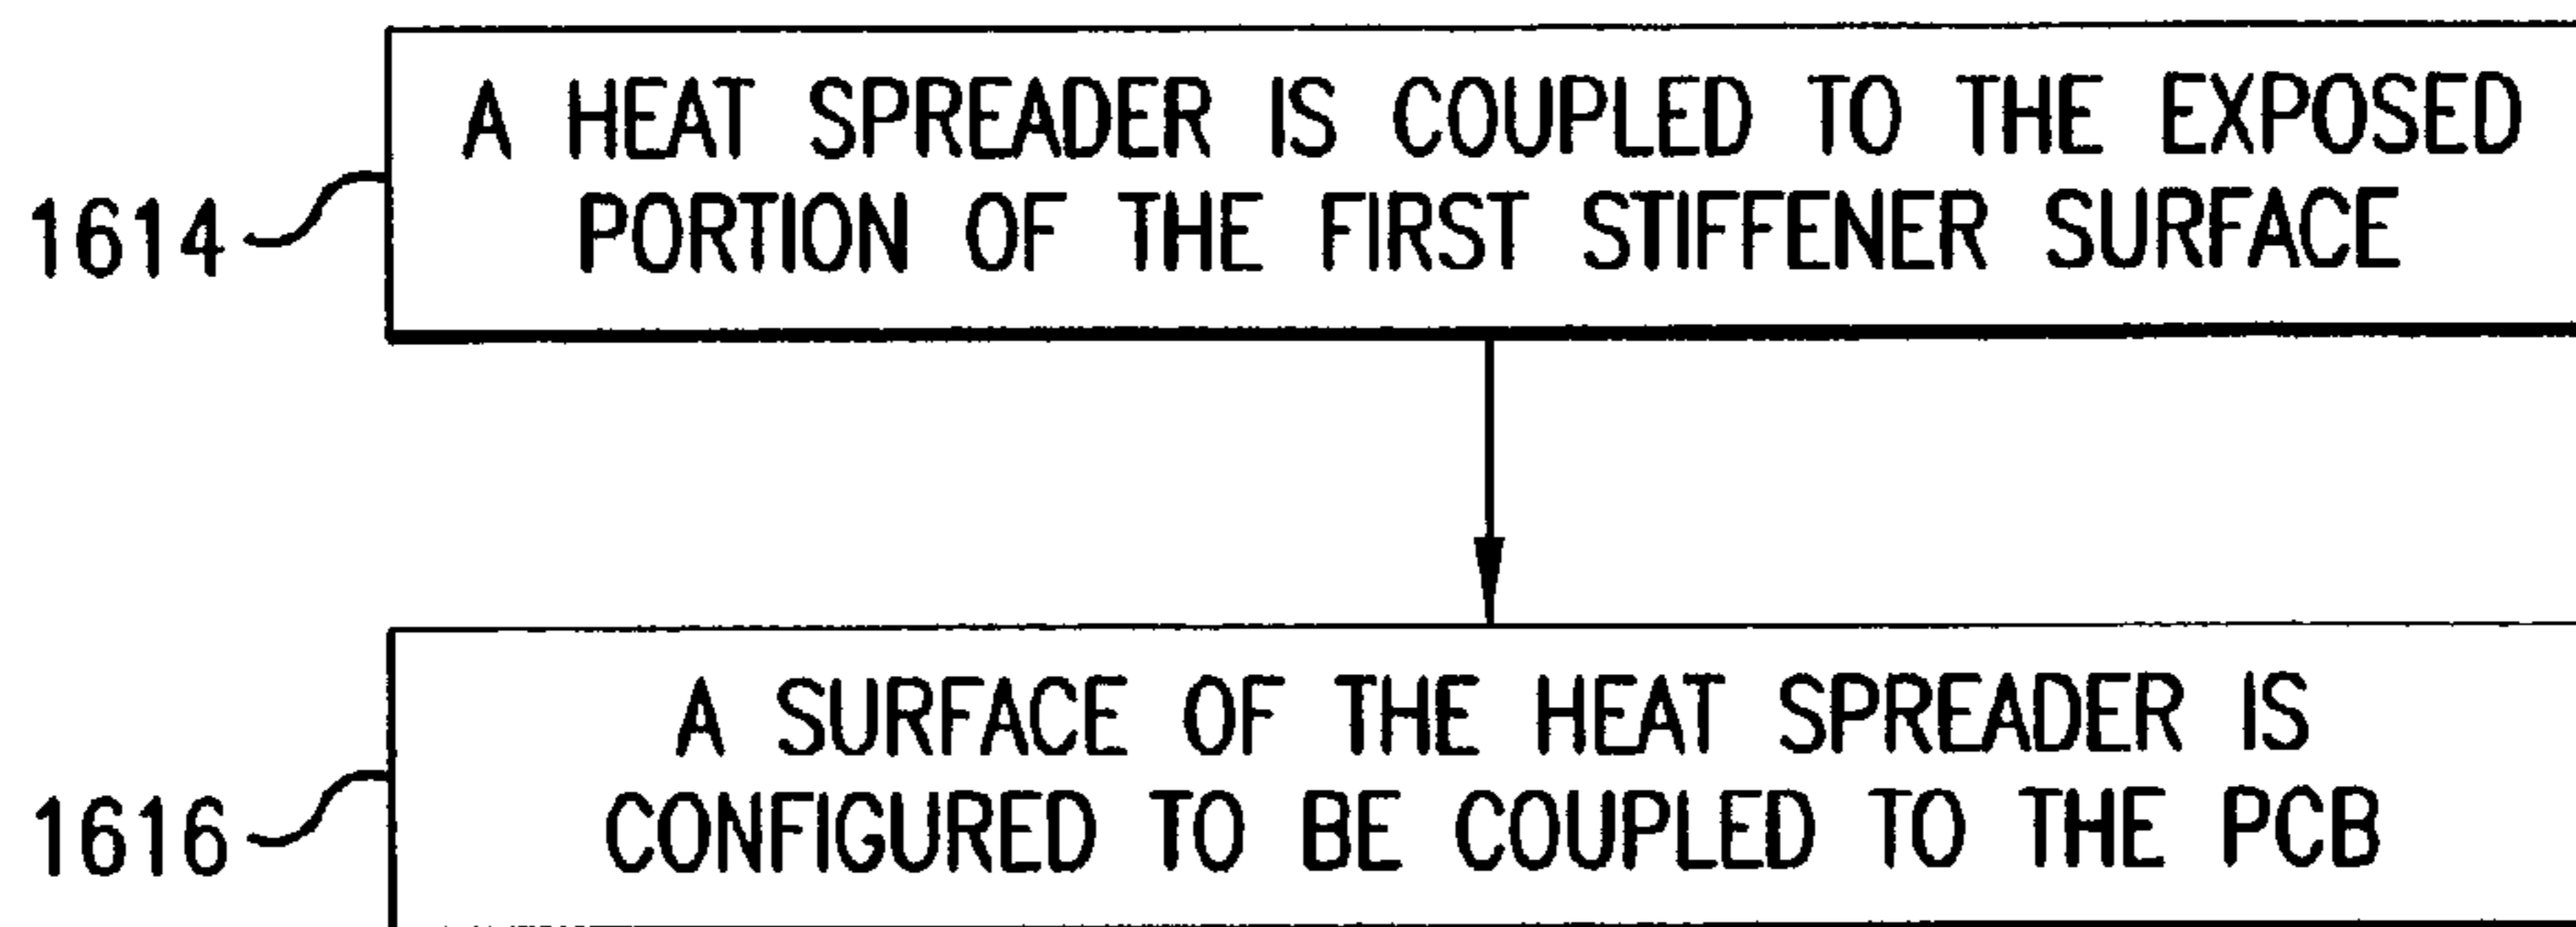 A HEAT SPREADER IS COUPLED TO THE EXPOSED
PORTION OF THE FIRST STIFFENER SURFACE
1614
A SURFACE OF THE HEAT SPREADER IS
CONFIGURED TO BE COUPLED TO THE PCB
1616